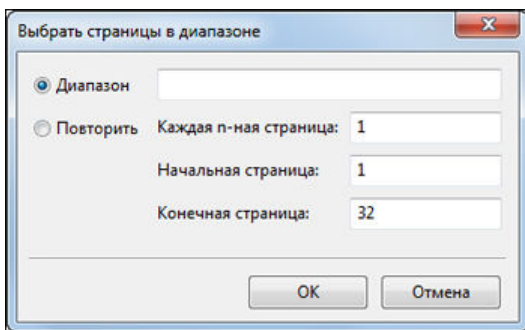 Выбрать страницы в диапазоне
Диапазон
Повторить Каждая n-ная страница: 1
Начальная страница: 1
Конечная страница: 32
OK Отмена